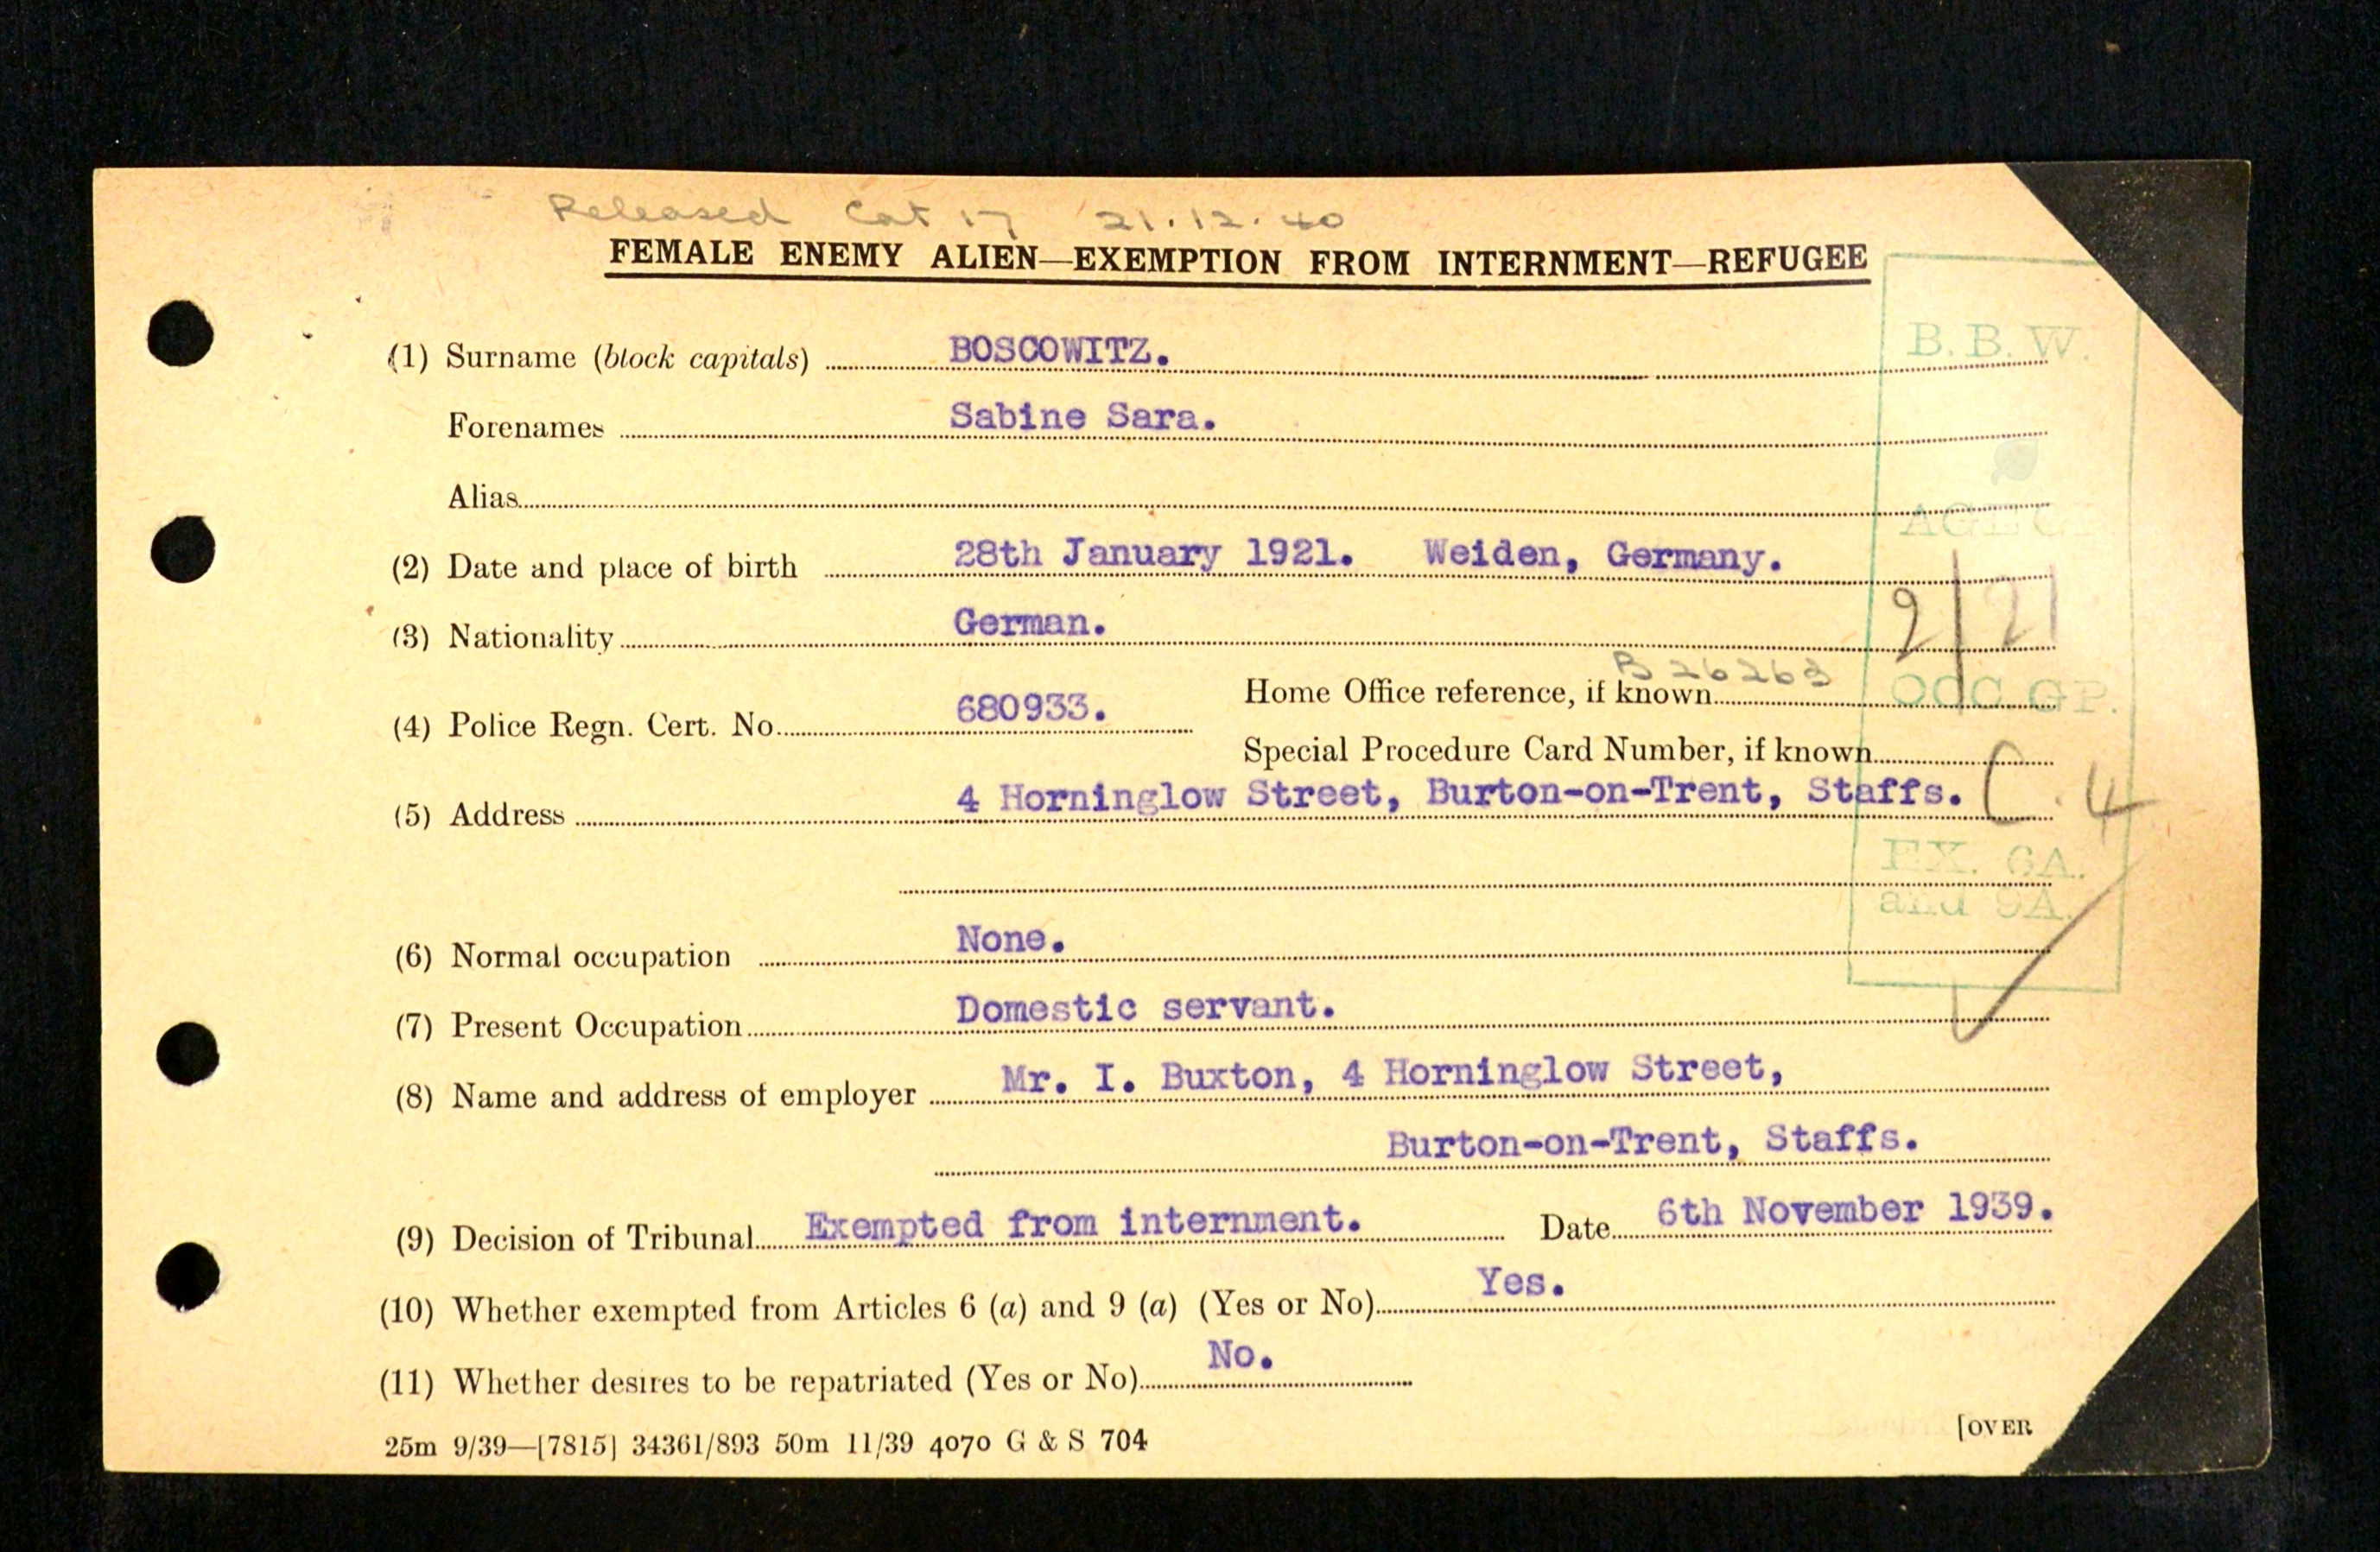 Released Cat 17 21.12.40
FEMALE ENEMY ALIEN—EXEMPTION FROM INTERNMENT—REFUGEE
B.B.W.
(1) Surname (block capitals) BOSCOWITZ.
Forenames Sabine Sara.
Alias
AGE G
(2) Date and place of birth 28th January 1921. Weiden, Germany.
(3) Nationality German.
2/21
B 26263
Home Office reference, if known
OCC. GP.
(4) Police Regn. Cert. No. 680933.
Special Procedure Card Number, if known
(5) Address 4 Horninglow Street, Burton-on-Trent, Staffs.
C 4
EX. 6A.
and 9A.
(6) Normal occupation None.
(7) Present Occupation Domestic servant.
(8) Name and address of employer Mr. I. Buxton, 4 Horninglow Street,
Burton-on-Trent, Staffs.
(9) Decision of Tribunal Exempted from internment. Date 6th November 1939.
(10) Whether exempted from Articles 6 (a) and 9 (a) (Yes or No) Yes.
(11) Whether desires to be repatriated (Yes or No) No.
[OVER
25m 9/39—[7815] 34361/893 50m 11/39 4070 G & S 704